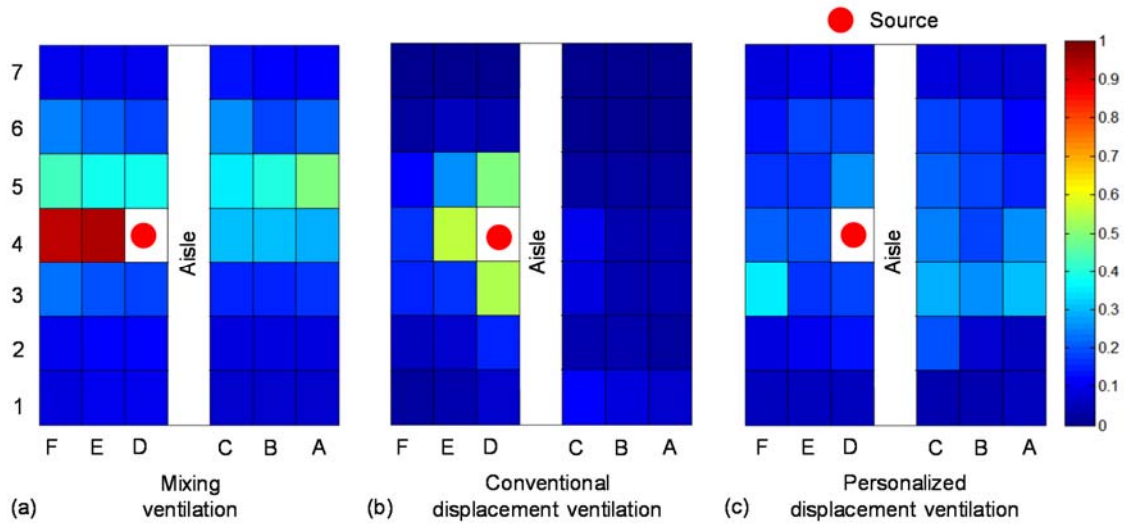 Source
7
6
5
4
3
2
1
Aisle
Aisle
Aisle
1
0.9
0.8
0.7
0.6
0.5
0.4
0.3
0.2
0.1
0
F E D C B A
F E D C B A
F E D C B A
(a) Mixing
ventilation
(b) Conventional
displacement ventilation
(c) Personalized
displacement ventilation